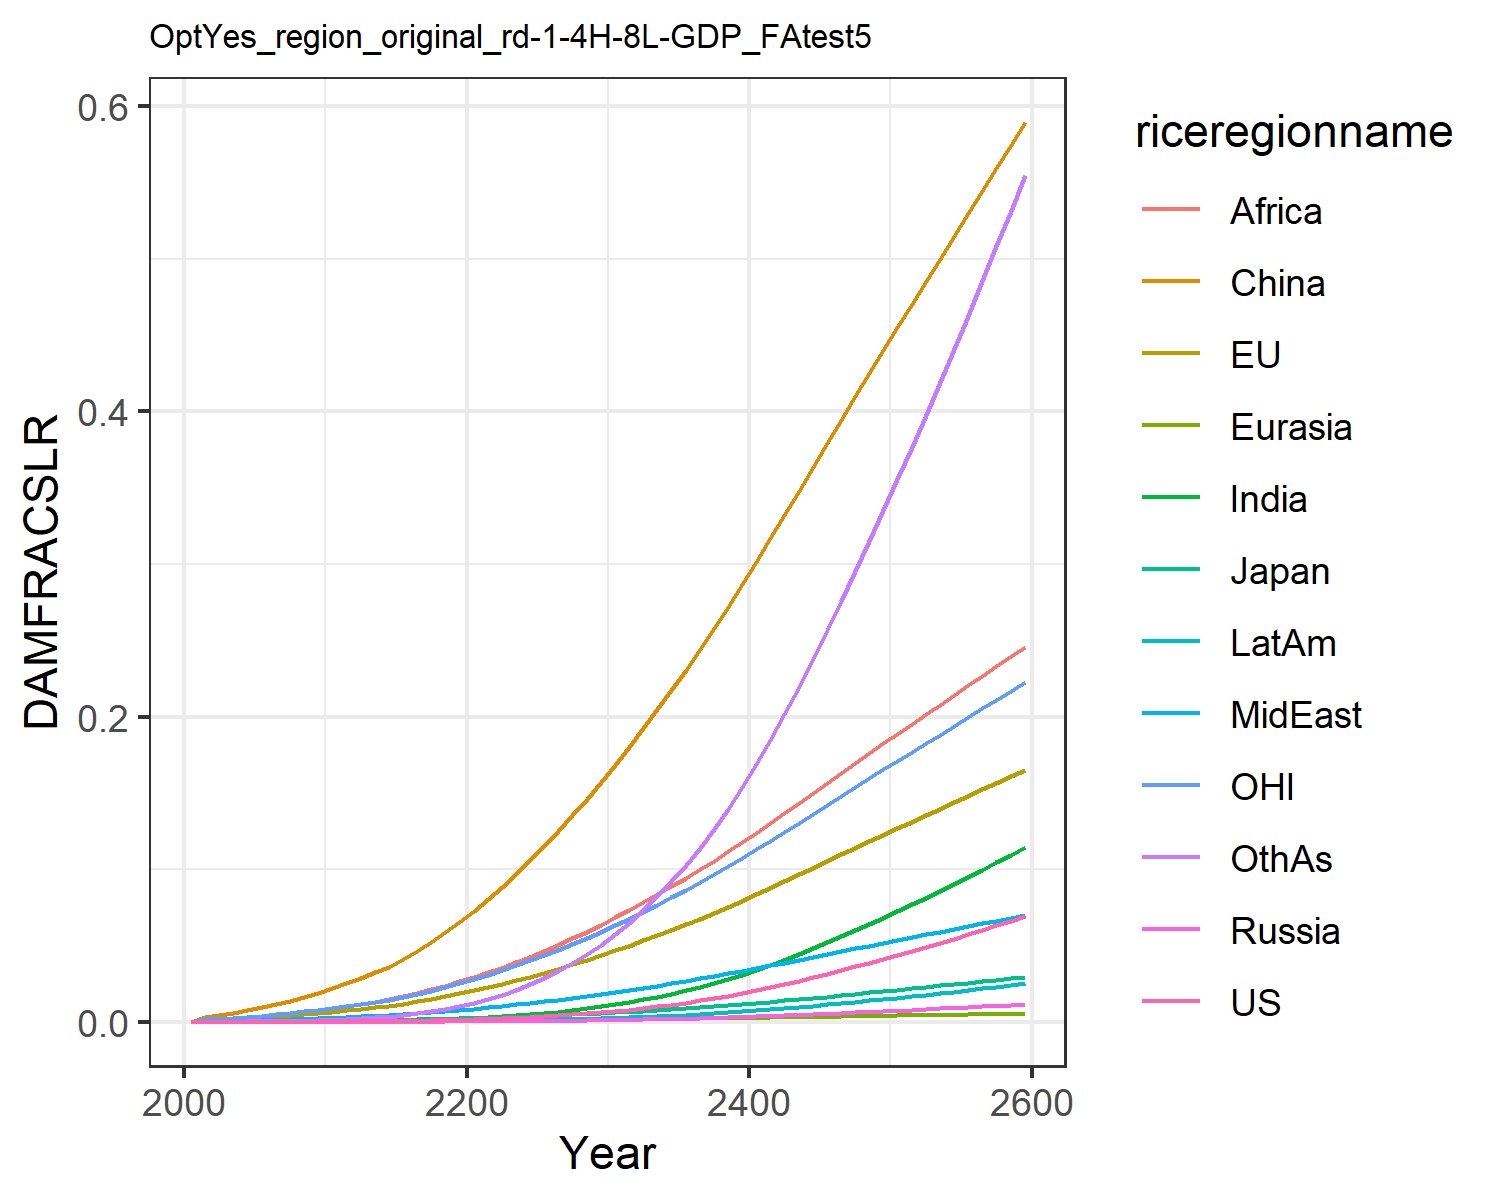 OptYes_region_original_rd-1-4H-8L-GDP_FAtest5
0.6
0.4
0.2
0.0
DAMFRACSLR
2000 2200 2400 2600
Year
riceregionname
Africa
China
EU
Eurasia
India
Japan
LatAm
MidEast
OHI
OthAs
Russia
US